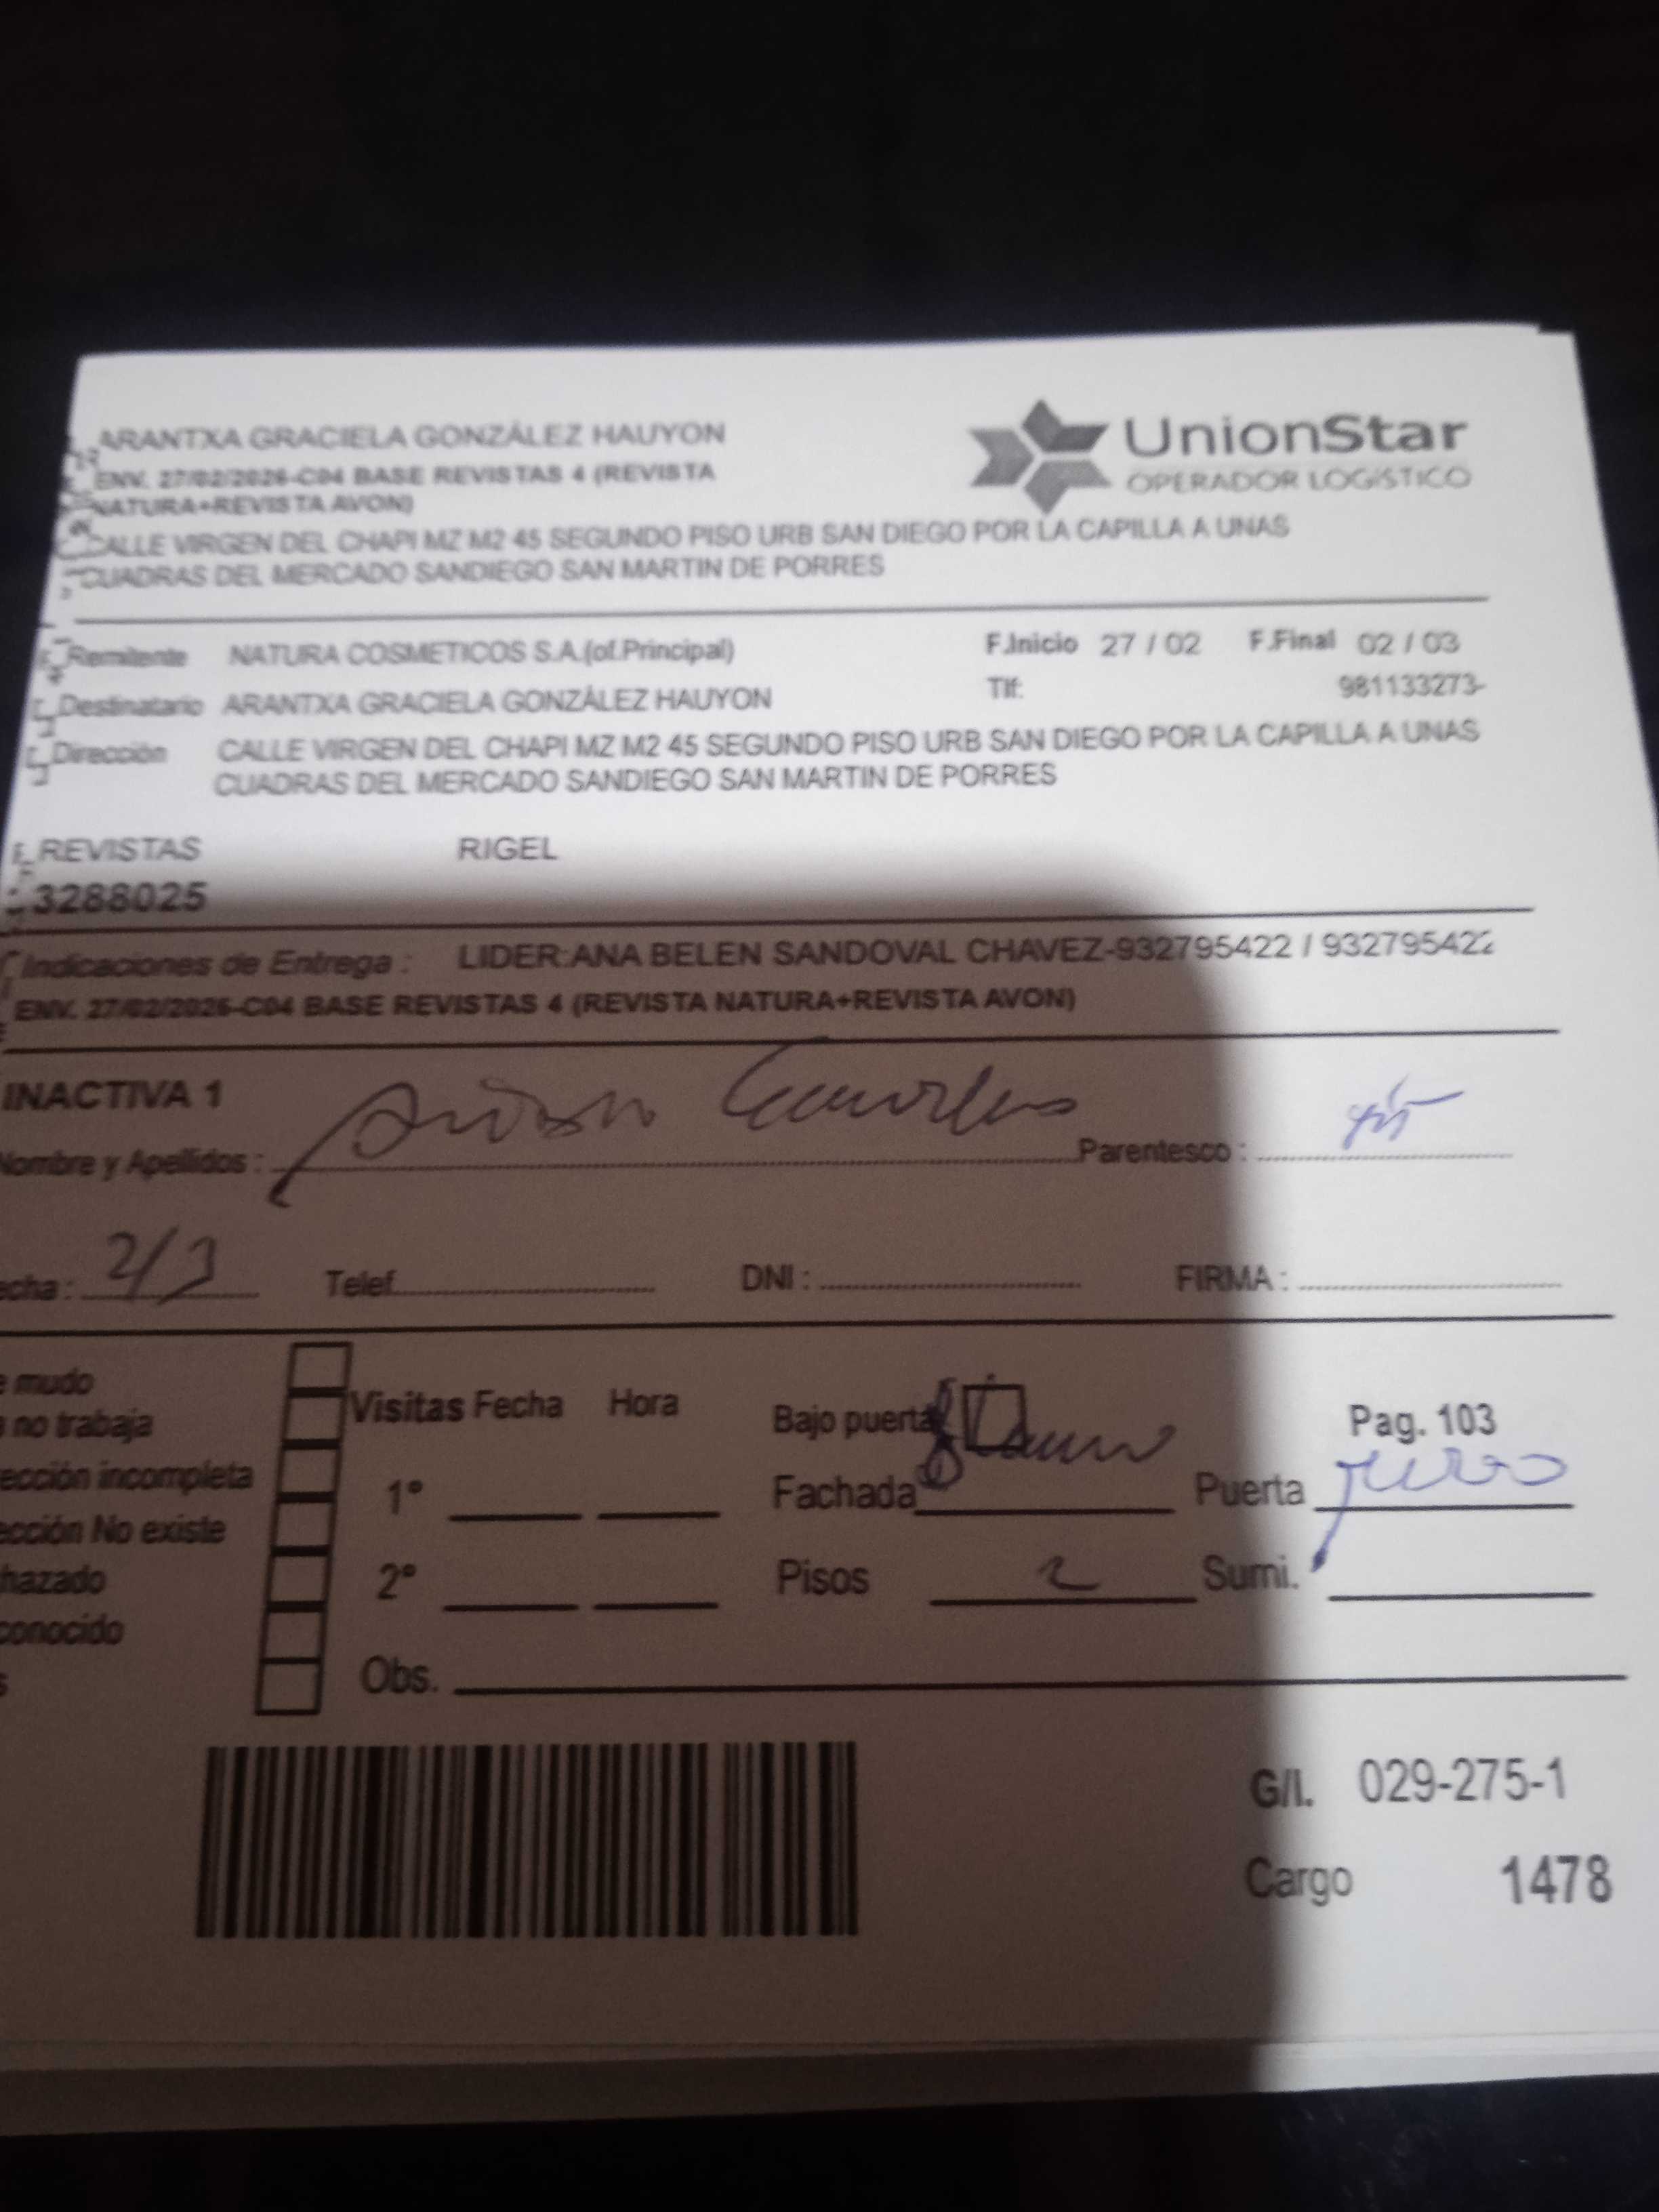 ARANTXA GRACIELA GONZÁLEZ HAUYON
ENV. 27/02/2026-C04 BASE REVISTAS 4 (REVISTA
NATURA+REVISTA AVON)
UnionStar
OPERADOR LOGÍSTICO
CALLE VIRGEN DEL CHAPI MZ M2 45 SEGUNDO PISO URB SAN DIEGO POR LA CAPILLA A UNAS
CUADRAS DEL MERCADO SANDIEGO SAN MARTIN DE PORRES
Remitente NATURA COSMETICOS S.A.(of.Principal) F.Inicio 27 / 02 F.Final 02 / 03
Destinatario ARANTXA GRACIELA GONZÁLEZ HAUYON Tlf: 981133273-
Dirección CALLE VIRGEN DEL CHAPI MZ M2 45 SEGUNDO PISO URB SAN DIEGO POR LA CAPILLA A UNAS
CUADRAS DEL MERCADO SANDIEGO SAN MARTIN DE PORRES
REVISTAS RIGEL
3288025
Indicaciones de Entrega : LIDER:ANA BELEN SANDOVAL CHAVEZ-932795422 / 932795422
ENV. 27/02/2026-C04 BASE REVISTAS 4 (REVISTA NATURA+REVISTA AVON)
INACTIVA 1
Nombre y Apellidos : Parentesco :
echa : 2/3 Telef. DNI : FIRMA :
e mudo
no trabaja
ección incompleta
ección No existe
hazado
conocido
s
Visitas Fecha Hora
1°
2°
Obs.
Bajo puerta Pag. 103
Fachada Puerta
Pisos 2 Sumi.
G/I. 029-275-1
Cargo 1478